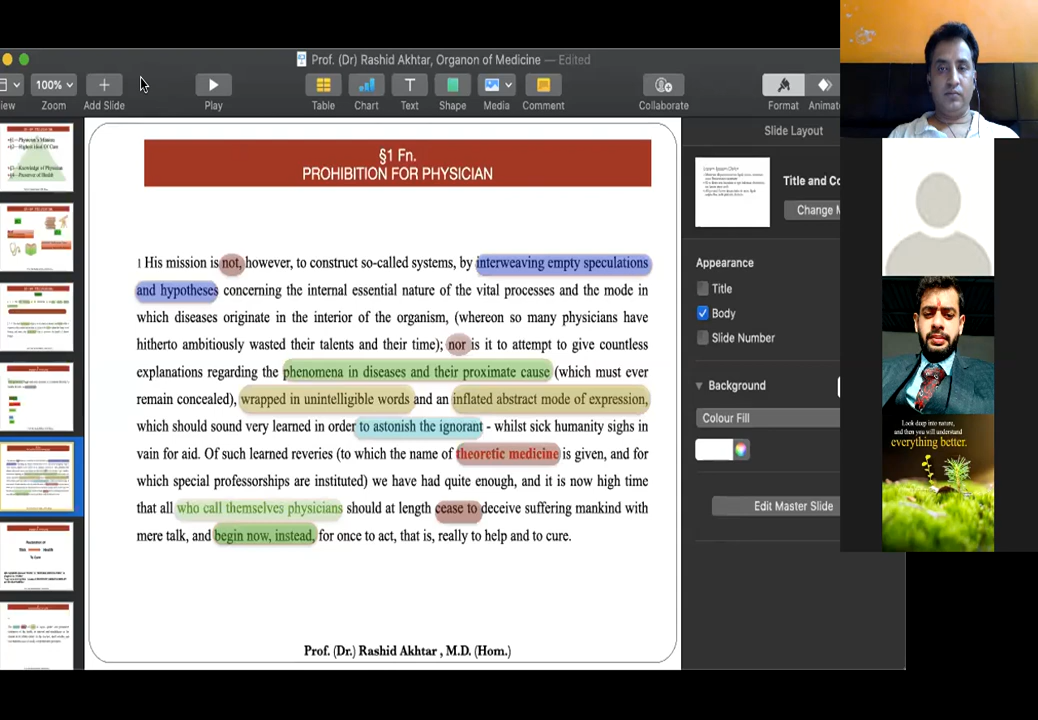 Prof. (Dr) Rashid Akhtar, Organon of Medicine — Edited
iew
100%
Zoom
Add Slide
Play
Table
Chart
Text
Shape
Media
Comment
Collaborate
Format
Animat
§1 Fn.
PROHIBITION FOR PHYSICIAN
1 His mission is not, however, to construct so-called systems, by interweaving empty speculations
and hypotheses concerning the internal essential nature of the vital processes and the mode in
which diseases originate in the interior of the organism, (whereon so many physicians have
hitherto ambitiously wasted their talents and their time); nor is it to attempt to give countless
explanations regarding the phenomena in diseases and their proximate cause (which must ever
remain concealed), wrapped in unintelligible words and an inflated abstract mode of expression,
which should sound very learned in order to astonish the ignorant - whilst sick humanity sighs in
vain for aid. Of such learned reveries (to which the name of theoretic medicine is given, and for
which special professorships are instituted) we have had quite enough, and it is now high time
that all who call themselves physicians should at length cease to deceive suffering mankind with
mere talk, and begin now, instead, for once to act, that is, really to help and to cure.
Prof. (Dr.) Rashid Akhtar , M.D. (Hom.)
Slide Layout
Title and Co
Change M
Appearance
Title
Body
Slide Number
Background
Colour Fill
Edit Master Slide
Look deep into nature,
and then you will understand
everything better.